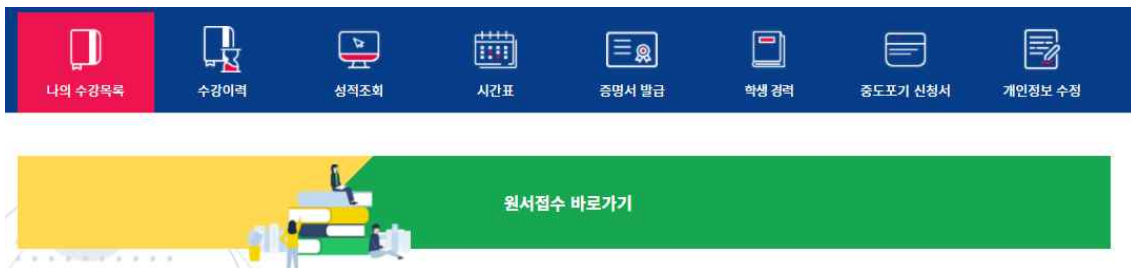 나의 수강목록
수강이력
성적조회
시간표
증명서 발급
학생 경력
중도포기 신청서
개인정보 수정
원서접수 바로가기